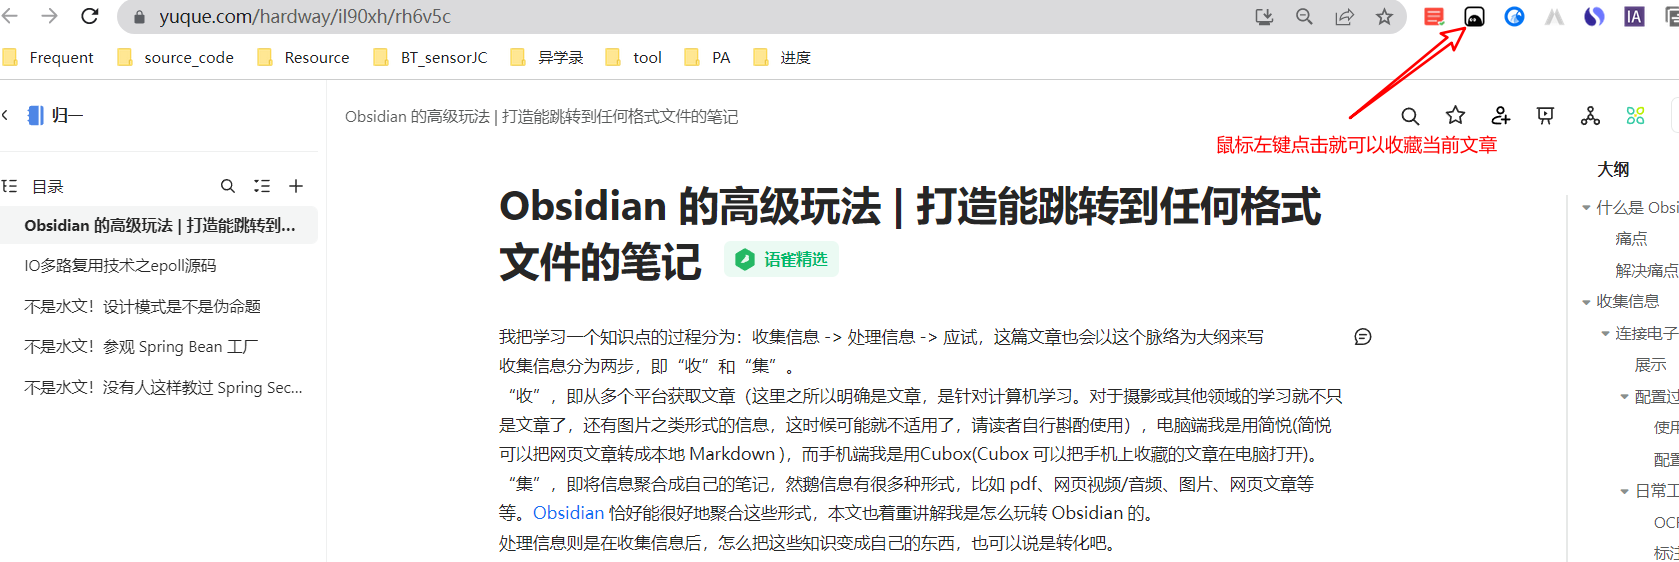 yuque.com/hardway/il90xh/rh6v5c
Frequent source_code Resource BT_sensorJC 异学录 tool PA 进度
IA
归一
Obsidian 的高级玩法 | 打造能跳转到任何格式文件的笔记
鼠标左键点击就可以收藏当前文章
目录
Obsidian 的高级玩法 | 打造能跳转到...
IO多路复用技术之epoll源码
不是水文！设计模式是不是伪命题
不是水文！参观 Spring Bean 工厂
不是水文！没有人这样教过 Spring Sec...
Obsidian 的高级玩法 | 打造能跳转到任何格式
文件的笔记 语雀精选
我把学习一个知识点的过程分为：收集信息 -> 处理信息 -> 应试，这篇文章也会以这个脉络为大纲来写
收集信息分为两步，即“收”和“集”。
“收”，即从多个平台获取文章（这里之所以明确是文章，是针对计算机学习。对于摄影或其他领域的学习就不只
是文章了，还有图片之类形式的信息，这时候可能就不适用了，请读者自行斟酌使用），电脑端我是用简悦(简悦
可以把网页文章转成本地 Markdown )，而手机端我是用Cubox(Cubox 可以把手机上收藏的文章在电脑打开)。
“集”，即将信息聚合成自己的笔记，然鹅信息有很多种形式，比如 pdf、网页视频/音频、图片、网页文章等
等。Obsidian 恰好能很好地聚合这些形式，本文也着重讲解我是怎么玩转 Obsidian 的。
处理信息则是在收集信息后，怎么把这些知识变成自己的东西，也可以说是转化吧。
大纲
什么是 Obsi
痛点
解决痛点
收集信息
连接电子
展示
配置过
使用
配置
日常工
OCR
标注